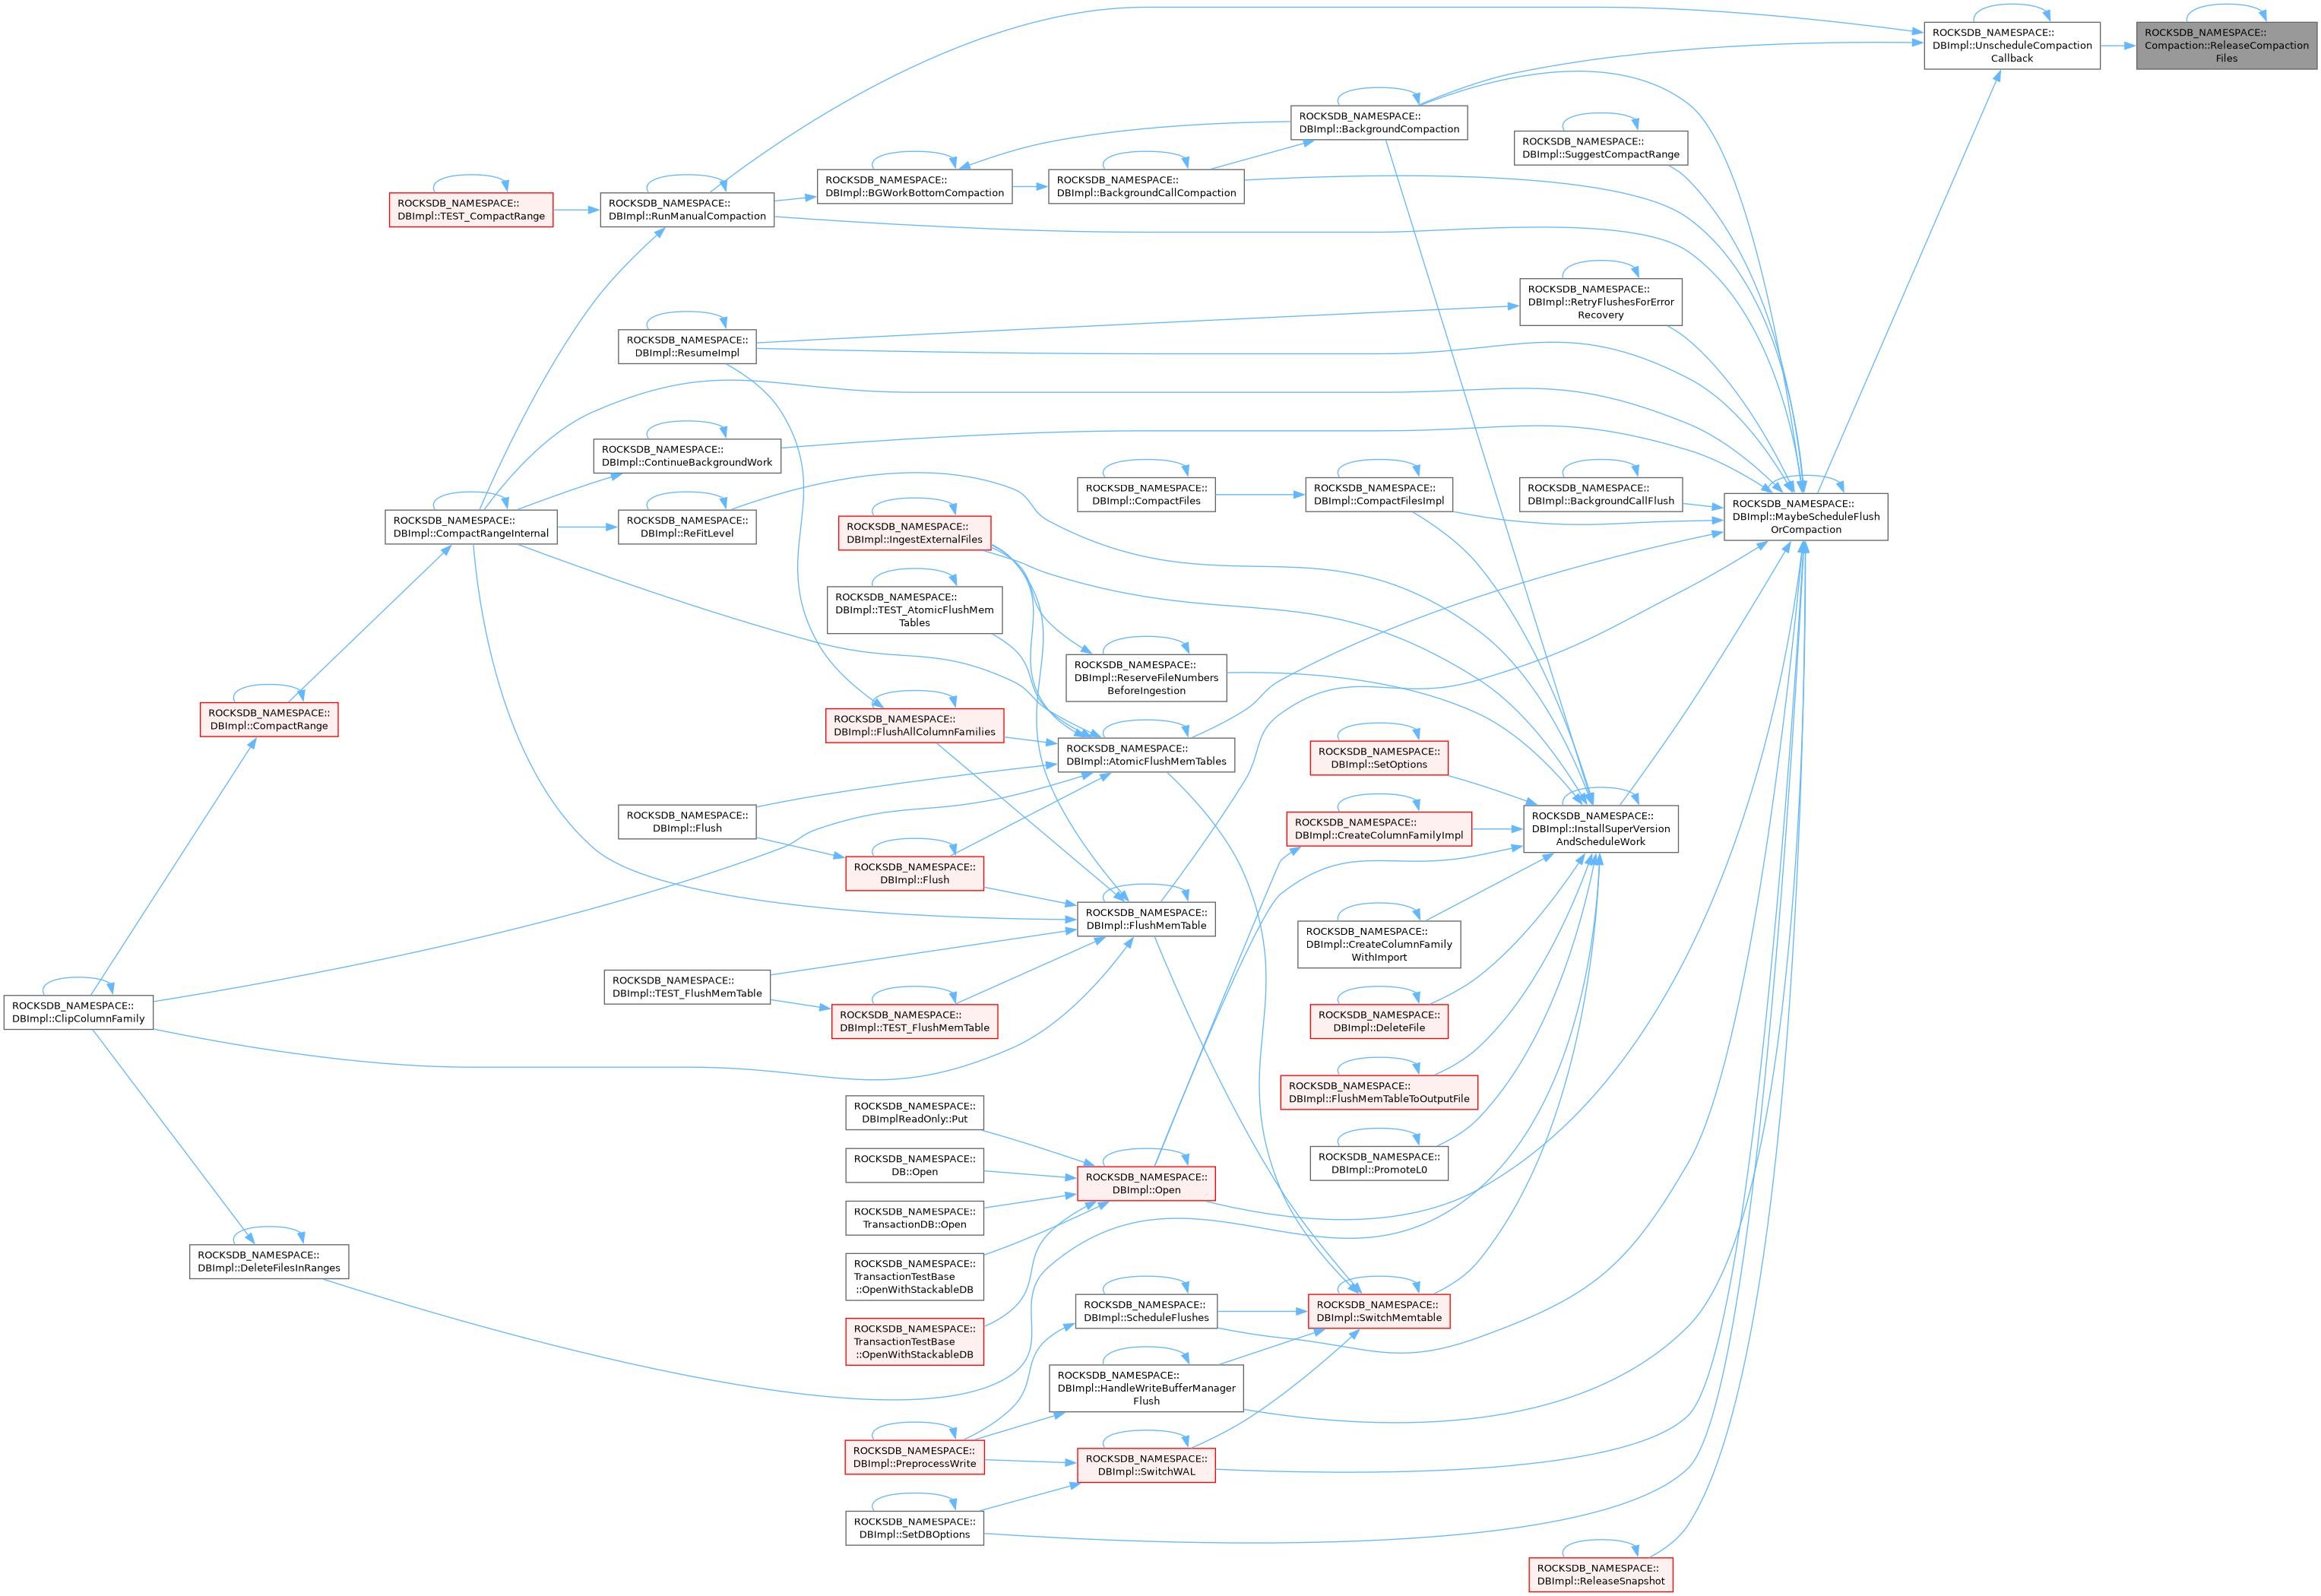 ROCKSDB_NAMESPACE::
DBImpl::UnscheduleCompaction
Callback
ROCKSDB_NAMESPACE::
Compaction::ReleaseCompaction
Files
ROCKSDB_NAMESPACE::
DBImpl::BackgroundCompaction
ROCKSDB_NAMESPACE::
DBImpl::SuggestCompactRange
ROCKSDB_NAMESPACE::
DBImpl::TEST_CompactRange
ROCKSDB_NAMESPACE::
DBImpl::RunManualCompaction
ROCKSDB_NAMESPACE::
DBImpl::BGWorkBottomCompaction
ROCKSDB_NAMESPACE::
DBImpl::BackgroundCallCompaction
ROCKSDB_NAMESPACE::
DBImpl::RetryFlushesForError
Recovery
ROCKSDB_NAMESPACE::
DBImpl::ResumeImpl
ROCKSDB_NAMESPACE::
DBImpl::ContinueBackgroundWork
ROCKSDB_NAMESPACE::
DBImpl::CompactFiles
ROCKSDB_NAMESPACE::
DBImpl::CompactFilesImpl
ROCKSDB_NAMESPACE::
DBImpl::BackgroundCallFlush
ROCKSDB_NAMESPACE::
DBImpl::MaybeScheduleFlush
OrCompaction
ROCKSDB_NAMESPACE::
DBImpl::CompactRangeInternal
ROCKSDB_NAMESPACE::
DBImpl::ReFitLevel
ROCKSDB_NAMESPACE::
DBImpl::IngestExternalFiles
ROCKSDB_NAMESPACE::
DBImpl::TEST_AtomicFlushMem
Tables
ROCKSDB_NAMESPACE::
DBImpl::ReserveFileNumbers
BeforeIngestion
ROCKSDB_NAMESPACE::
DBImpl::CompactRange
ROCKSDB_NAMESPACE::
DBImpl::FlushAllColumnFamilies
ROCKSDB_NAMESPACE::
DBImpl::AtomicFlushMemTables
ROCKSDB_NAMESPACE::
DBImpl::SetOptions
ROCKSDB_NAMESPACE::
DBImpl::Flush
ROCKSDB_NAMESPACE::
DBImpl::CreateColumnFamilyImpl
ROCKSDB_NAMESPACE::
DBImpl::InstallSuperVersion
AndScheduleWork
ROCKSDB_NAMESPACE::
DBImpl::Flush
ROCKSDB_NAMESPACE::
DBImpl::FlushMemTable
ROCKSDB_NAMESPACE::
DBImpl::CreateColumnFamily
WithImport
ROCKSDB_NAMESPACE::
DBImpl::TEST_FlushMemTable
ROCKSDB_NAMESPACE::
DBImpl::ClipColumnFamily
ROCKSDB_NAMESPACE::
DBImpl::TEST_FlushMemTable
ROCKSDB_NAMESPACE::
DBImpl::DeleteFile
ROCKSDB_NAMESPACE::
DBImpl::FlushMemTableToOutputFile
ROCKSDB_NAMESPACE::
DBImplReadOnly::Put
ROCKSDB_NAMESPACE::
DB::Open
ROCKSDB_NAMESPACE::
DBImpl::PromoteL0
ROCKSDB_NAMESPACE::
DBImpl::Open
ROCKSDB_NAMESPACE::
TransactionDB::Open
ROCKSDB_NAMESPACE::
DBImpl::DeleteFilesInRanges
ROCKSDB_NAMESPACE::
TransactionTestBase
::OpenWithStackableDB
ROCKSDB_NAMESPACE::
DBImpl::ScheduleFlushes
ROCKSDB_NAMESPACE::
DBImpl::SwitchMemtable
ROCKSDB_NAMESPACE::
TransactionTestBase
::OpenWithStackableDB
ROCKSDB_NAMESPACE::
DBImpl::HandleWriteBufferManager
Flush
ROCKSDB_NAMESPACE::
DBImpl::PreprocessWrite
ROCKSDB_NAMESPACE::
DBImpl::SwitchWAL
ROCKSDB_NAMESPACE::
DBImpl::SetDBOptions
ROCKSDB_NAMESPACE::
DBImpl::ReleaseSnapshot